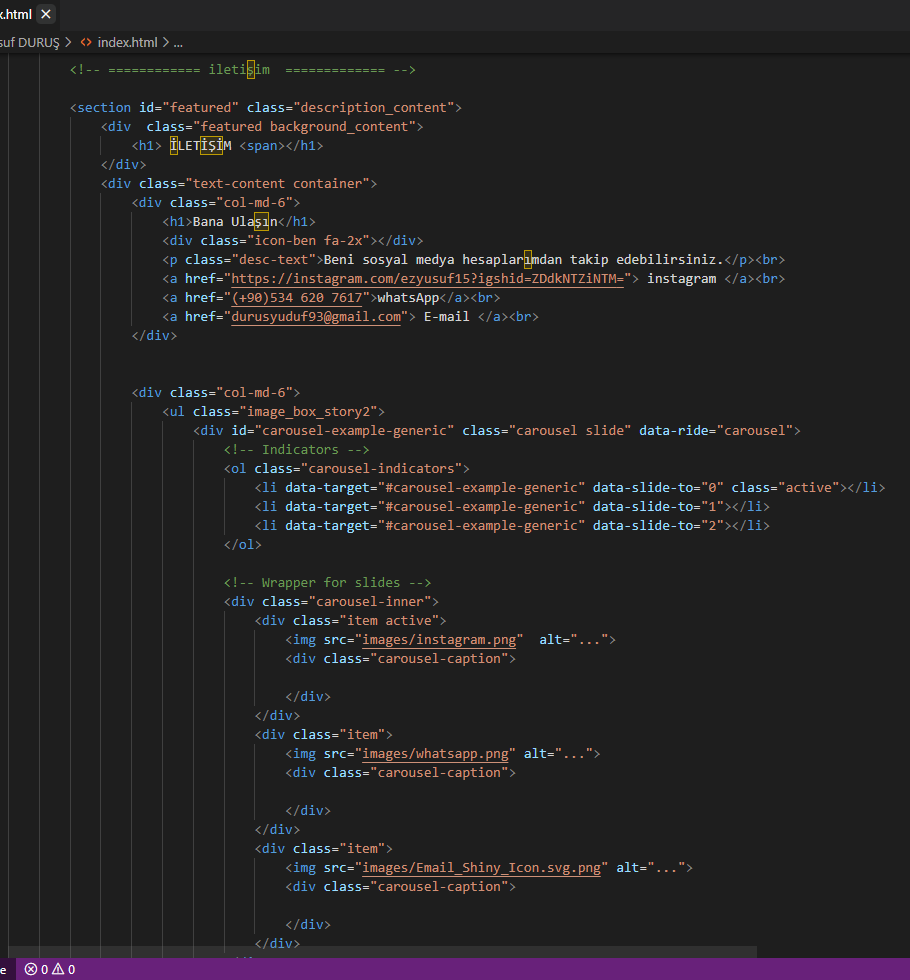 x.html ×
suf DURUŞ > <> index.html > ...
<!-- ============ iletişim  ============= -->
<section id="featured" class="description_content">
<div  class="featured background_content">
<h1> İLETİŞİM <span></h1>
</div>
<div class="text-content container">
<div class="col-md-6">
<h1>Bana Ulaşın</h1>
<div class="icon-ben fa-2x"></div>
<p class="desc-text">Beni sosyal medya hesaplarımdan takip edebilirsiniz.</p><br>
<a href="https://instagram.com/ezyusuf15?igshid=ZDdkNTZiNTM="> instagram </a><br>
<a href="(+90)534 620 7617">whatsApp</a><br>
<a href="durusyuduf93@gmail.com"> E-mail </a><br>
</div>
<div class="col-md-6">
<ul class="image_box_story2">
<div id="carousel-example-generic" class="carousel slide" data-ride="carousel">
<!-- Indicators -->
<ol class="carousel-indicators">
<li data-target="#carousel-example-generic" data-slide-to="0" class="active"></li>
<li data-target="#carousel-example-generic" data-slide-to="1"></li>
<li data-target="#carousel-example-generic" data-slide-to="2"></li>
</ol>
<!-- Wrapper for slides -->
<div class="carousel-inner">
<div class="item active">
<img src="images/instagram.png"  alt="...">
<div class="carousel-caption">
</div>
</div>
<div class="item">
<img src="images/whatsapp.png" alt="...">
<div class="carousel-caption">
</div>
</div>
<div class="item">
<img src="images/Email_Shiny_Icon.svg.png" alt="...">
<div class="carousel-caption">
</div>
</div>
e 0 0